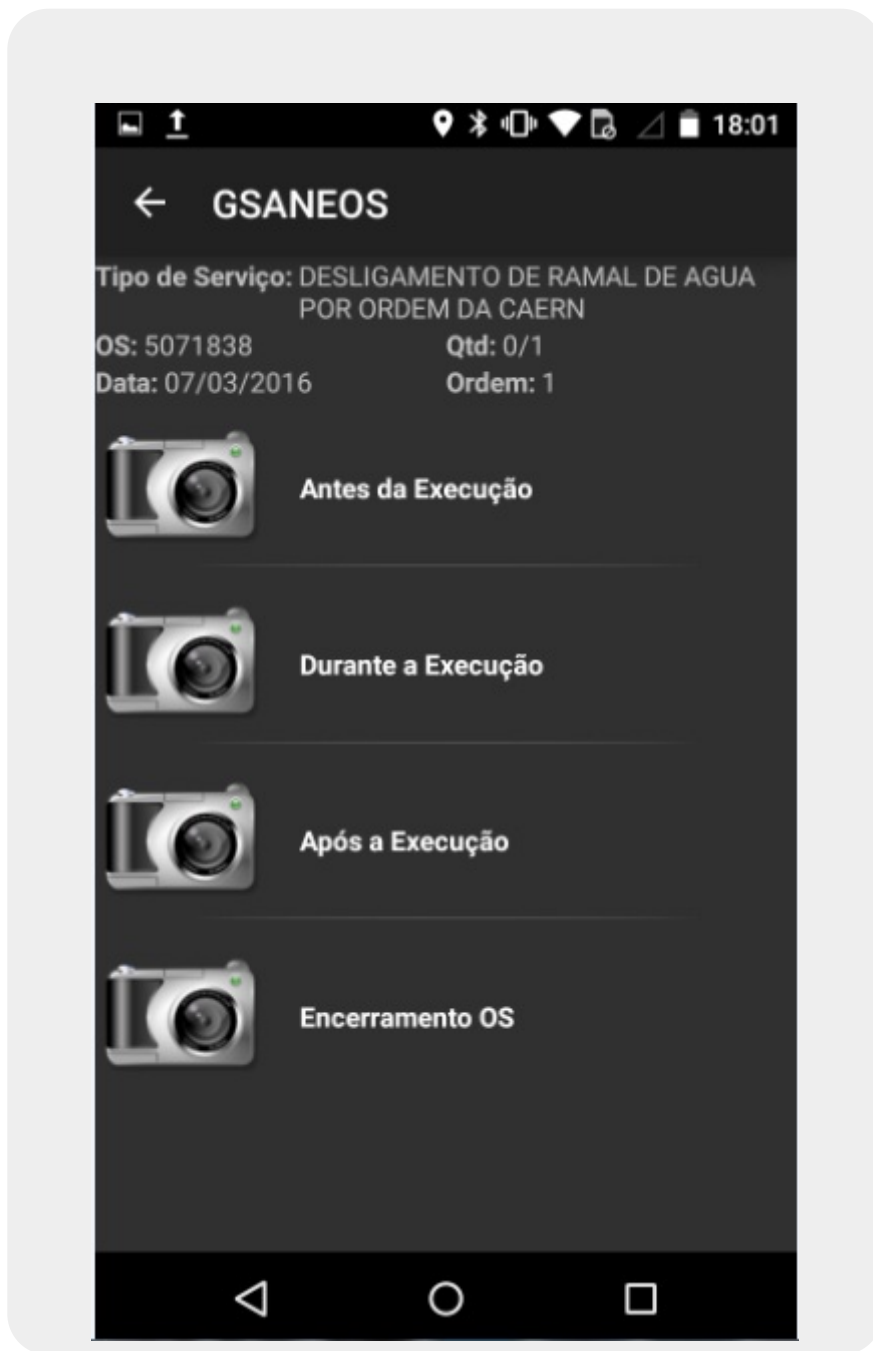 18:01
GSANEOS
Tipo de Serviço: DESLIGAMENTO DE RAMAL DE AGUA
POR ORDEM DA CAERN
OS: 5071838 Qtd: 0/1
Data: 07/03/2016 Ordem: 1
Antes da Execução
Durante a Execução
Após a Execução
Encerramento OS